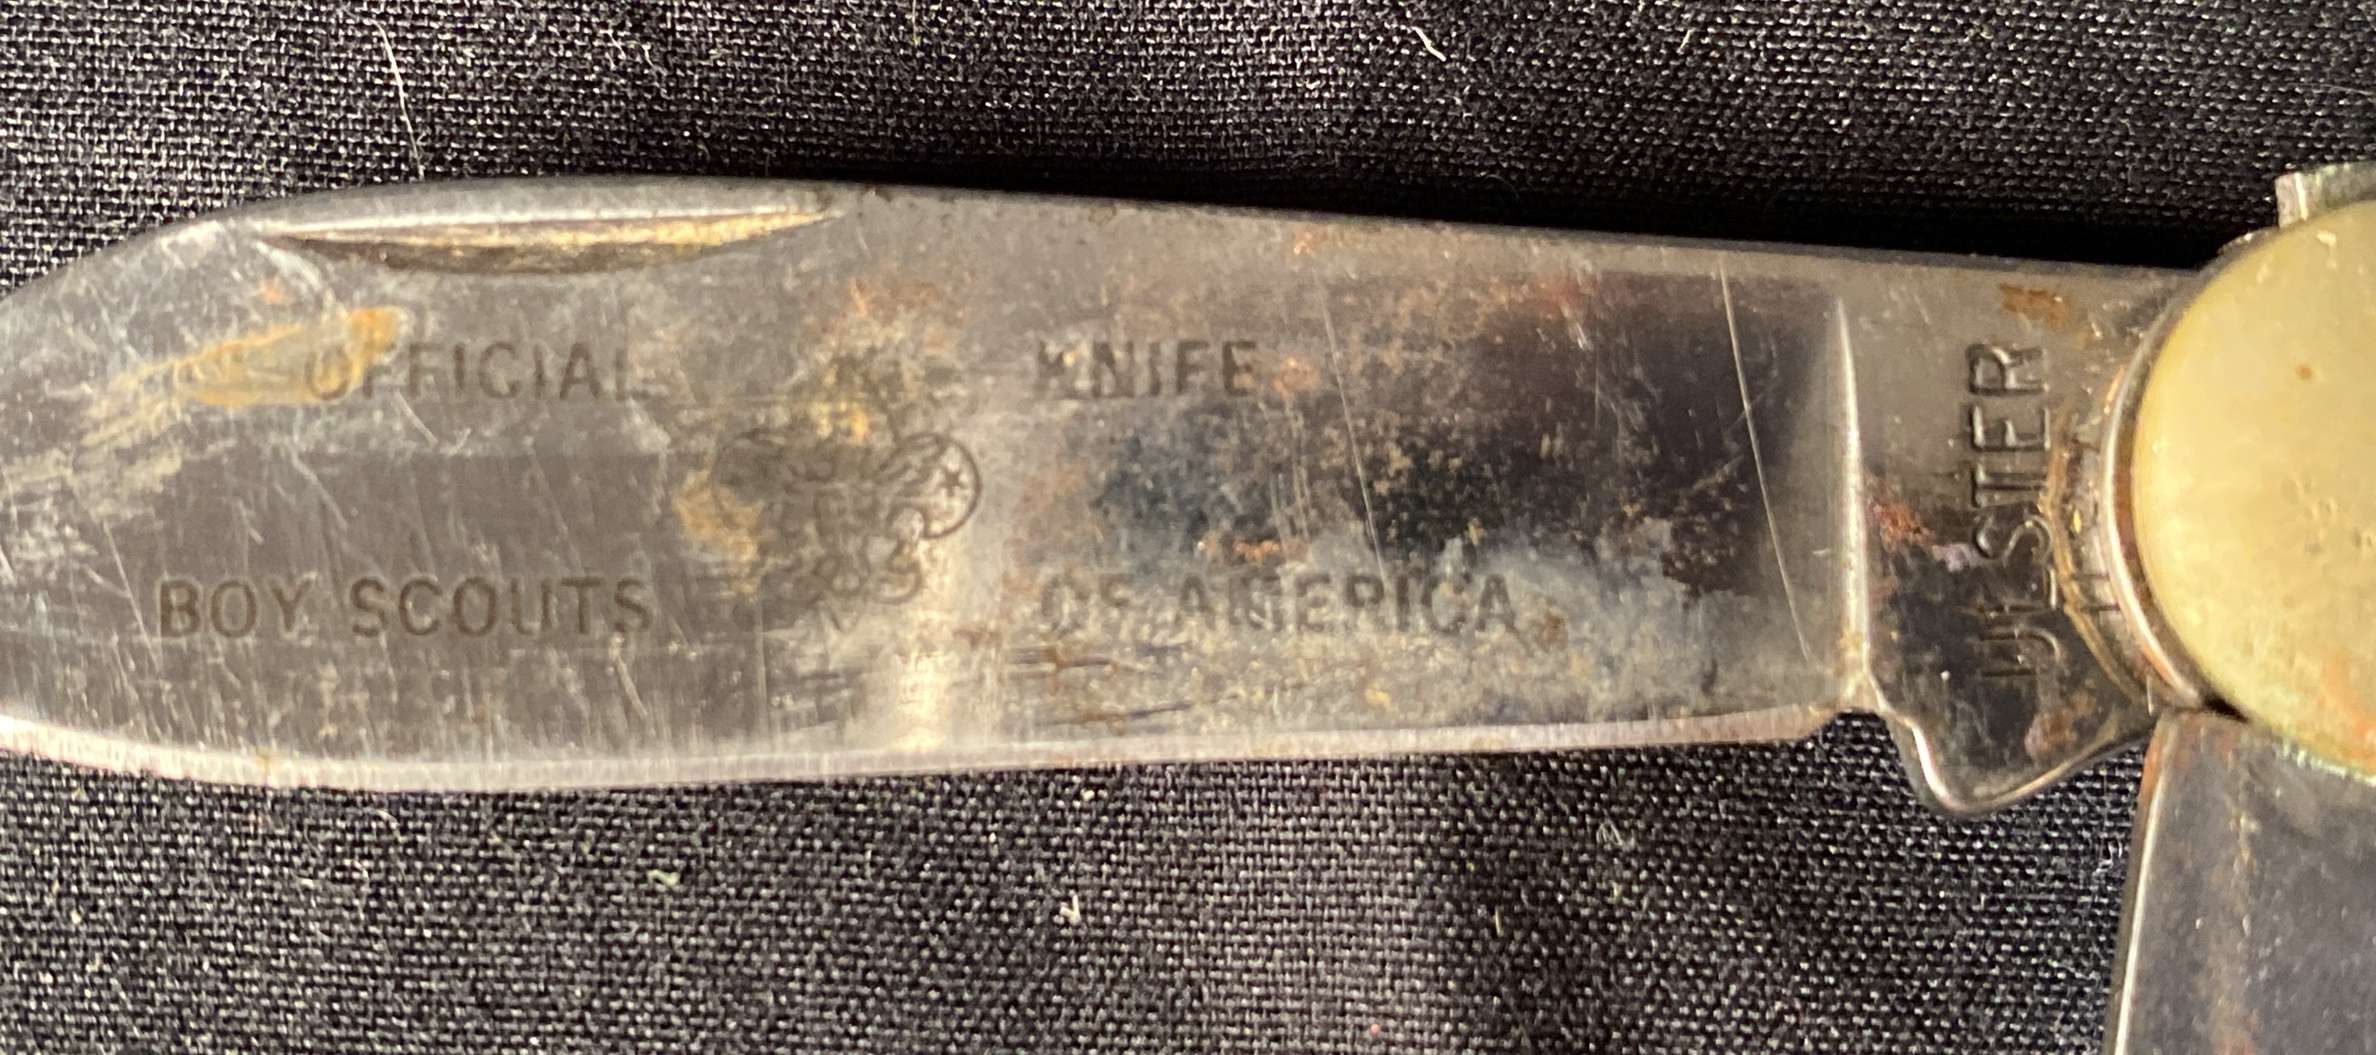 OFFICIAL KNIFE
BOY SCOUTS OF AMERICA
ULSTER